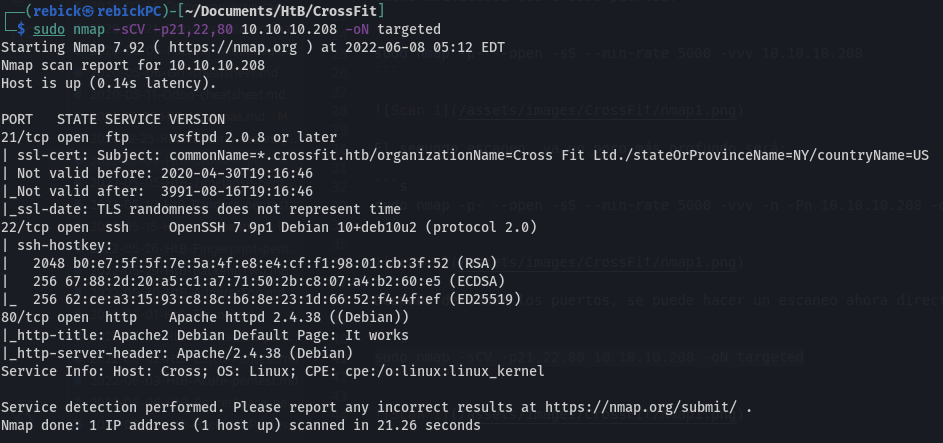 ┌──(rebick㉿rebickPC)-[~/Documents/HtB/CrossFit]
└─$ sudo nmap -sCV -p21,22,80 10.10.10.208 -oN targeted
Starting Nmap 7.92 ( https://nmap.org ) at 2022-06-08 05:12 EDT
Nmap scan report for 10.10.10.208
Host is up (0.14s latency).

PORT   STATE SERVICE VERSION
21/tcp open  ftp     vsftpd 2.0.8 or later
| ssl-cert: Subject: commonName=*.crossfit.htb/organizationName=Cross Fit Ltd./stateOrProvinceName=NY/countryName=US
| Not valid before: 2020-04-30T19:16:46
|_Not valid after:  3991-08-16T19:16:46
|_ssl-date: TLS randomness does not represent time
22/tcp open  ssh     OpenSSH 7.9p1 Debian 10+deb10u2 (protocol 2.0)
| ssh-hostkey:
|   2048 b0:e7:5f:5f:7e:5a:4f:e8:e4:cf:f1:98:01:cb:3f:52 (RSA)
|   256 67:88:2d:20:a5:c1:a7:71:50:2b:c8:07:a4:b2:60:e5 (ECDSA)
|_  256 62:ce:a3:15:93:c8:8c:b6:8e:23:1d:66:52:f4:4f:ef (ED25519)
80/tcp open  http    Apache httpd 2.4.38 ((Debian))
|_http-title: Apache2 Debian Default Page: It works
|_http-server-header: Apache/2.4.38 (Debian)
Service Info: Host: Cross; OS: Linux; CPE: cpe:/o:linux:linux_kernel

Service detection performed. Please report any incorrect results at https://nmap.org/submit/ .
Nmap done: 1 IP address (1 host up) scanned in 21.26 seconds